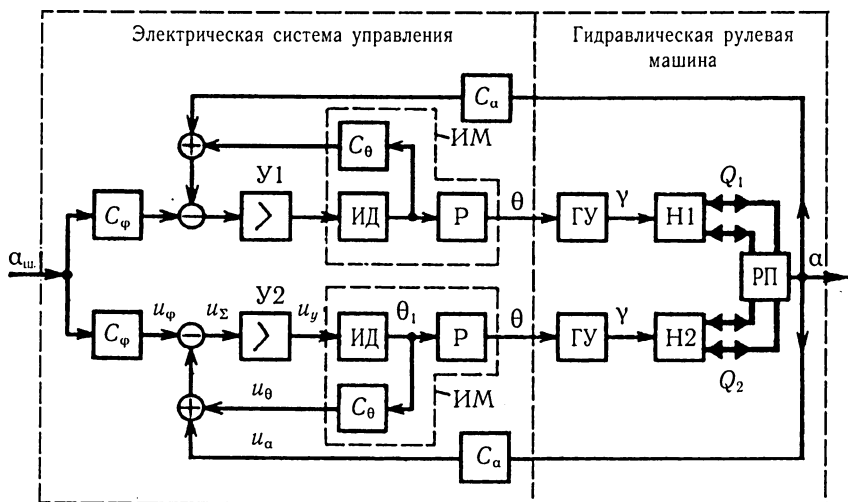 Электрическая система управления
Гидравлическая рулевая
машина
Cα
Cθ
ИМ
У1
Cφ
ИД
Р
θ
ГУ
γ
Н1
Q₁
αш.
РП
α
У2
Cφ
uφ
uΣ
uy
ИД
θ₁
Р
θ
ГУ
γ
Н2
Q₂
uθ
Cθ
ИМ
uα
Cα